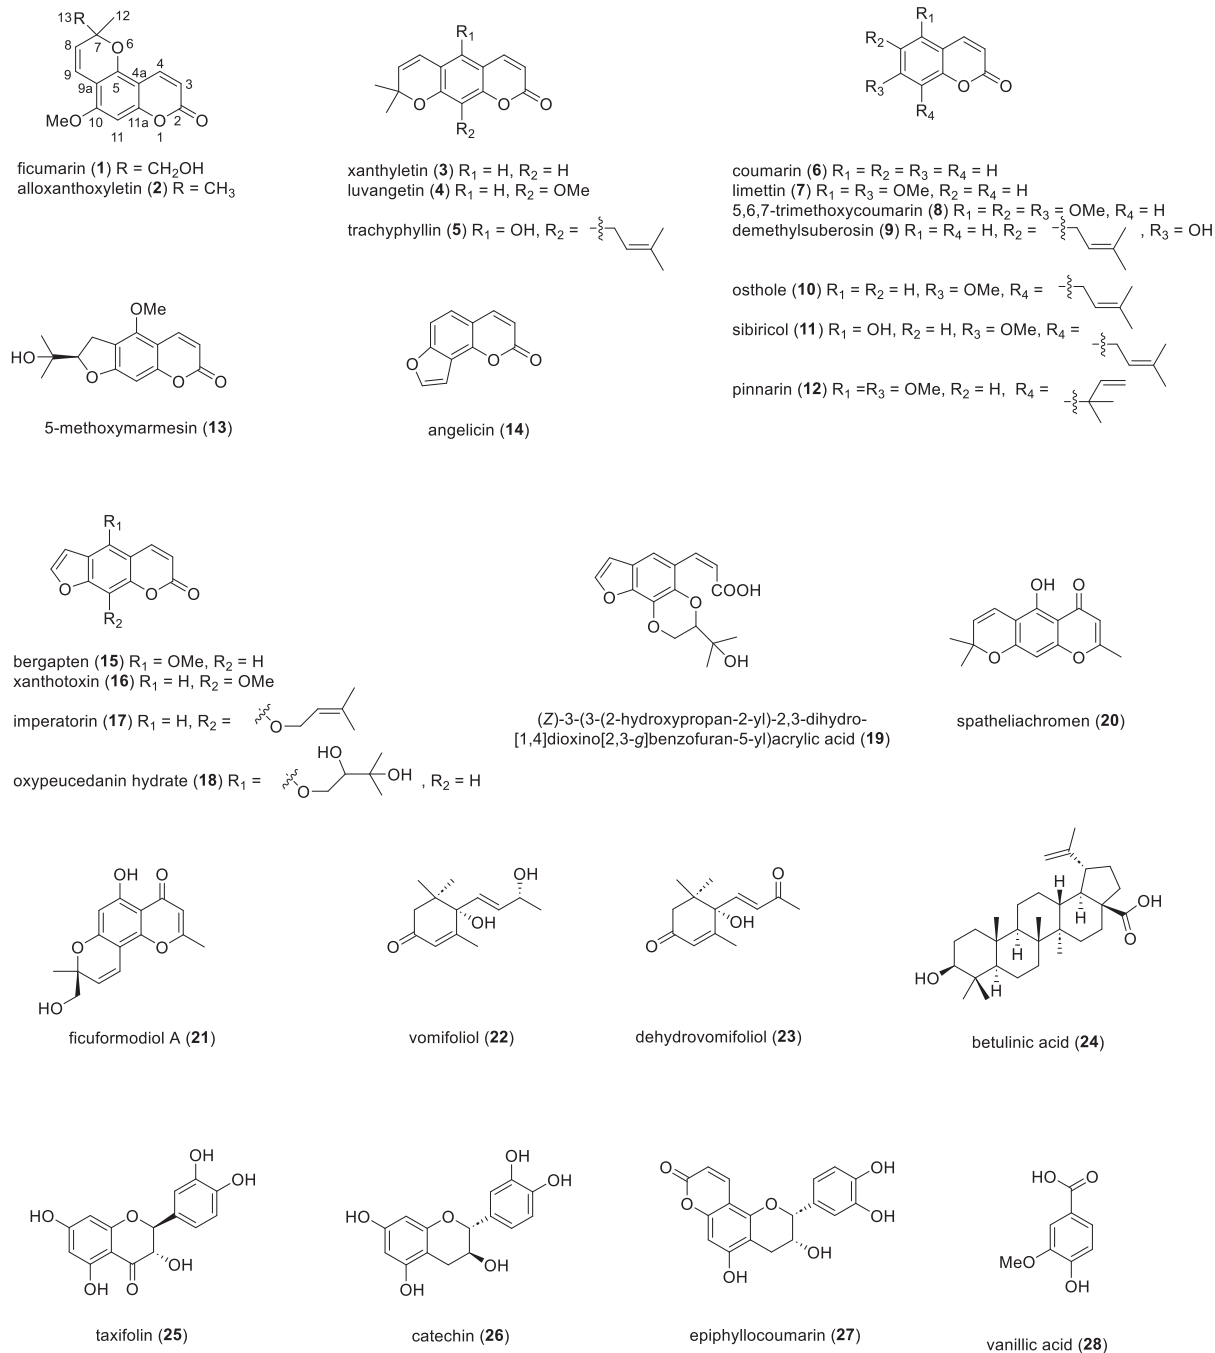 13R
12
8
7
O
6
4
9
4a
3
9a
5
MeO
10
11
11a
O
1
2
O
ficumarin (1) R = CH2OH
alloxanthoxyletin (2) R = CH3
R1
O
O
O
R2
xanthyletin (3) R1 = H, R2 = H
luvangetin (4) R1 = H, R2 = OMe
trachyphyllin (5) R1 = OH, R2 =
R1
R2
R3
O
O
R4
coumarin (6) R1 = R2 = R3 = R4 = H
limettin (7) R1 = R3 = OMe, R2 = R4 = H
5,6,7-trimethoxycoumarin (8) R1 = R2 = R3 = OMe, R4 = H
demethylsuberosin (9) R1 = R4 = H, R2 = , R3 = OH
osthole (10) R1 = R2 = H, R3 = OMe, R4 =
sibiricol (11) R1 = OH, R2 = H, R3 = OMe, R4 =
pinnarin (12) R1 =R3 = OMe, R2 = H, R4 =
OMe
HO
O
O
O
5-methoxymarmesin (13)
O
O
O
angelicin (14)
R1
O
O
O
R2
bergapten (15) R1 = OMe, R2 = H
xanthotoxin (16) R1 = H, R2 = OMe
imperatorin (17) R1 = H, R2 =
O
oxypeucedanin hydrate (18) R1 = , R2 = H
HO
OH
O
COOH
O
O
O
OH
(Z)-3-(3-(2-hydroxypropan-2-yl)-2,3-dihydro-
[1,4]dioxino[2,3-g]benzofuran-5-yl)acrylic acid (19)
OH
O
O
O
spatheliachromen (20)
OH
O
O
O
HO
ficuformodiol A (21)
OH
OH
O
vomifoliol (22)
O
OH
O
dehydrovomifoliol (23)
H
H
OH
O
H
HO
H
betulinic acid (24)
OH
OH
HO
O
OH
OH
O
taxifolin (25)
OH
OH
HO
O
OH
OH
catechin (26)
O
OH
O
O
OH
OH
OH
epiphyllocoumarin (27)
HO
O
MeO
OH
vanillic acid (28)